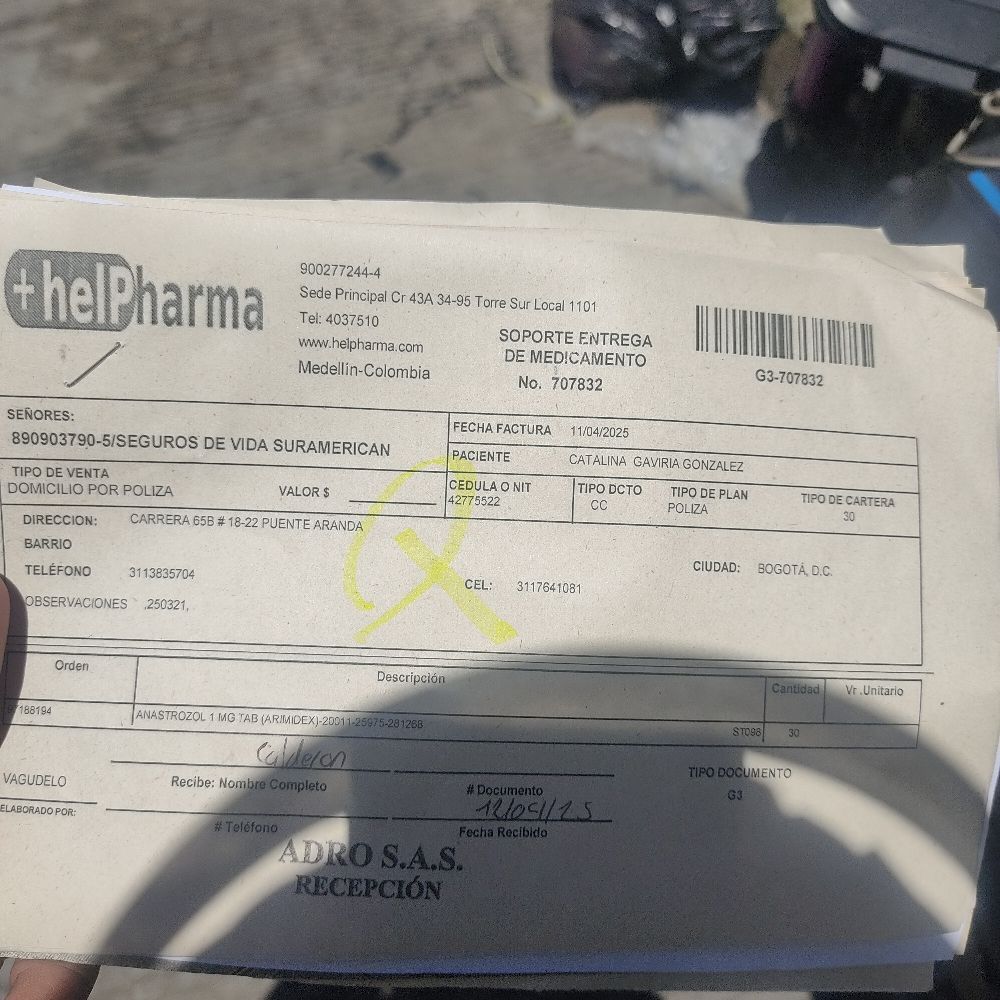 +helPharma
900277244-4
Sede Principal Cr 43A 34-95 Torre Sur Local 1101
Tel: 4037510
www.helpharma.com
Medellín-Colombia
SOPORTE ENTREGA
DE MEDICAMENTO
No. 707832
G3-707832
SEÑORES:
890903790-5/SEGUROS DE VIDA SURAMERICAN
FECHA FACTURA 11/04/2025
PACIENTE CATALINA GAVIRIA GONZALEZ
TIPO DE VENTA
DOMICILIO POR POLIZA
VALOR $
CEDULA O NIT
42775522
TIPO DCTO
CC
TIPO DE PLAN
POLIZA
TIPO DE CARTERA
30
DIRECCION: CARRERA 65B # 18-22 PUENTE ARANDA
BARRIO
TELÉFONO 3113835704
CEL: 3117641081
CIUDAD: BOGOTÁ, D.C.
OBSERVACIONES ,250321,
Orden Descripción Cantidad Vr .Unitario
97188194 ANASTROZOL 1 MG TAB (ARIMIDEX)-20011-25975-281268 ST098 30
Calderon
VAGUDELO
Recibe: Nombre Completo
# Documento
TIPO DOCUMENTO
G3
ELABORADO POR:
12/04/25
# Teléfono
Fecha Recibido
ADRO S.A.S.
RECEPCIÓN